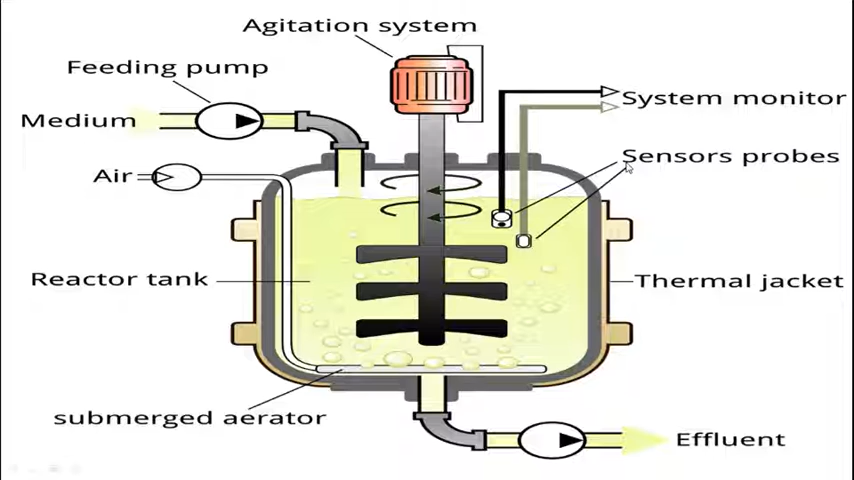 Agitation system
Feeding pump
Medium
System monitor
Air
Sensors probes
Reactor tank
Thermal jacket
submerged aerator
Effluent